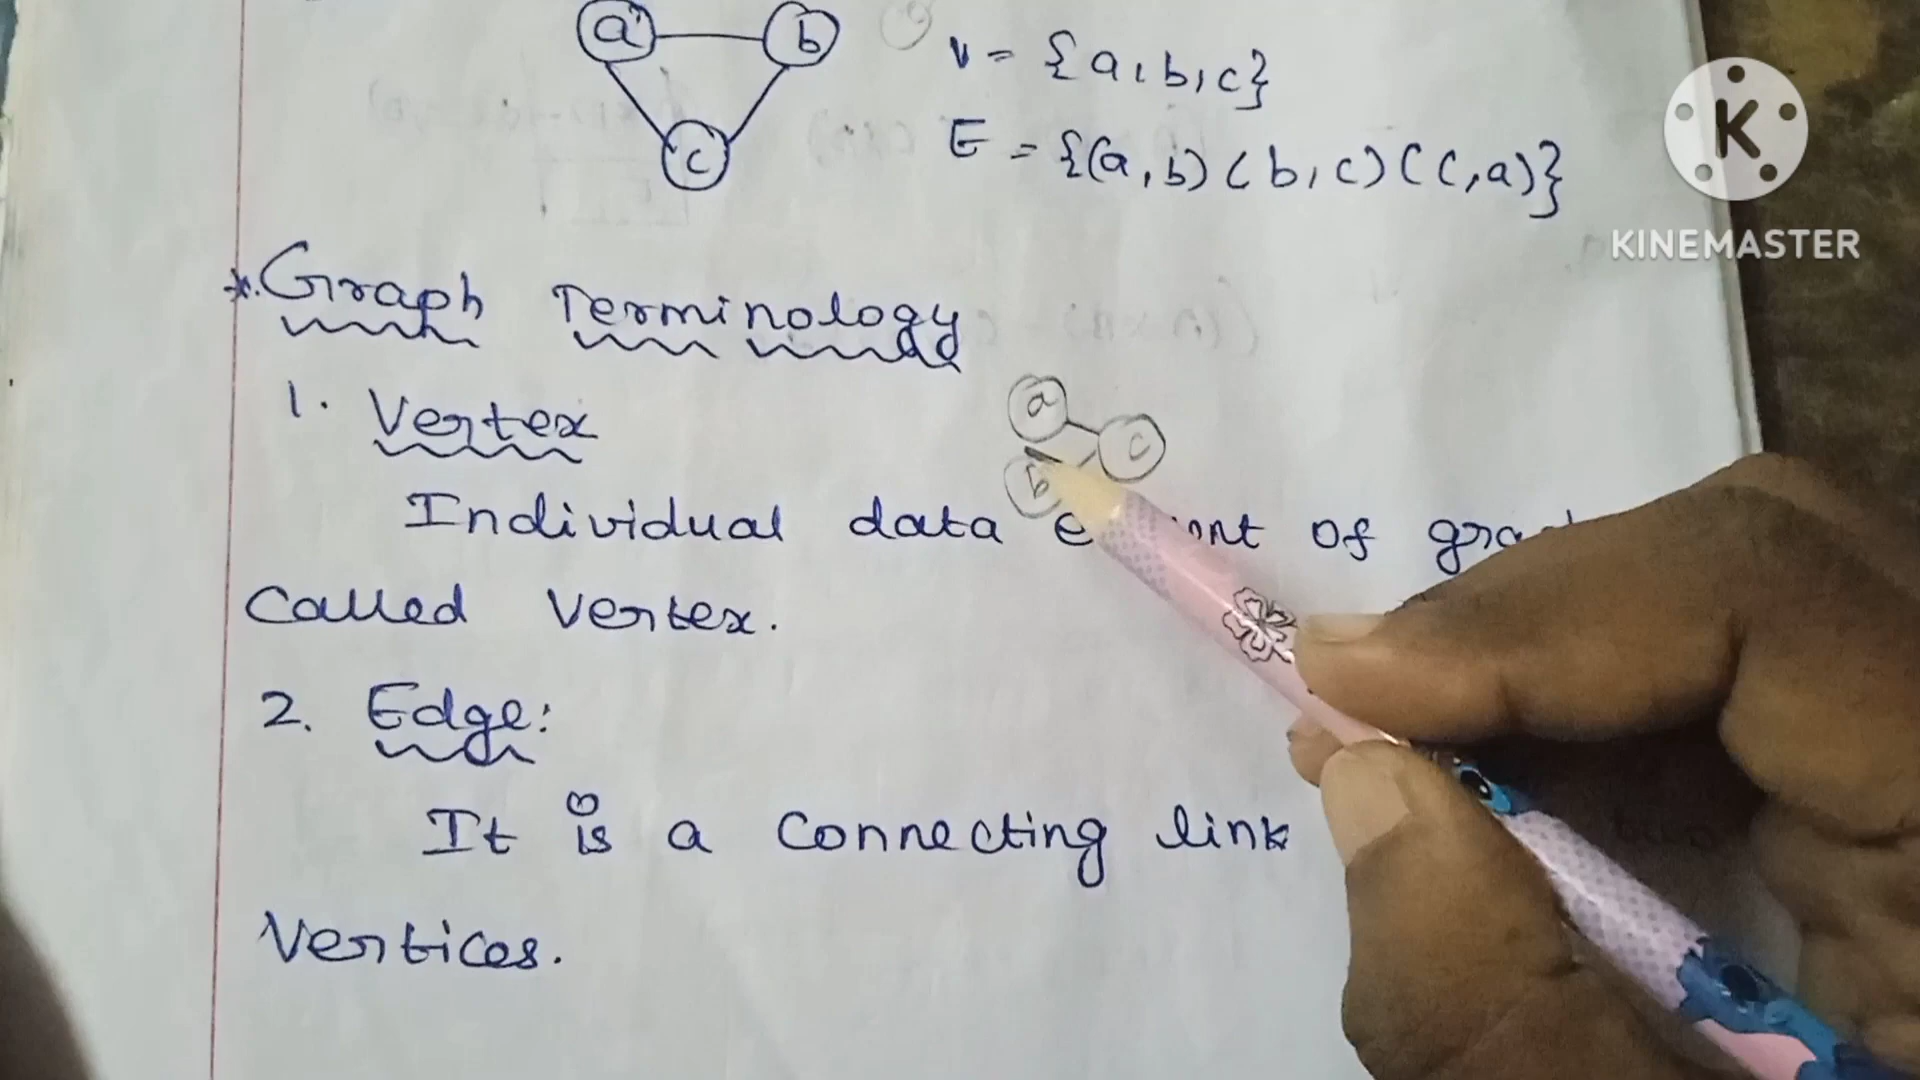 a b
V = {a, b, c}
c
E = {(a, b) (b, c) (c, a)}
K
KINEMASTER
*. Graph Terminology
1. Vertex
a
c
b
Individual data of
Called Vertex.
2. Edge:
It is a connecting link
Vertices.